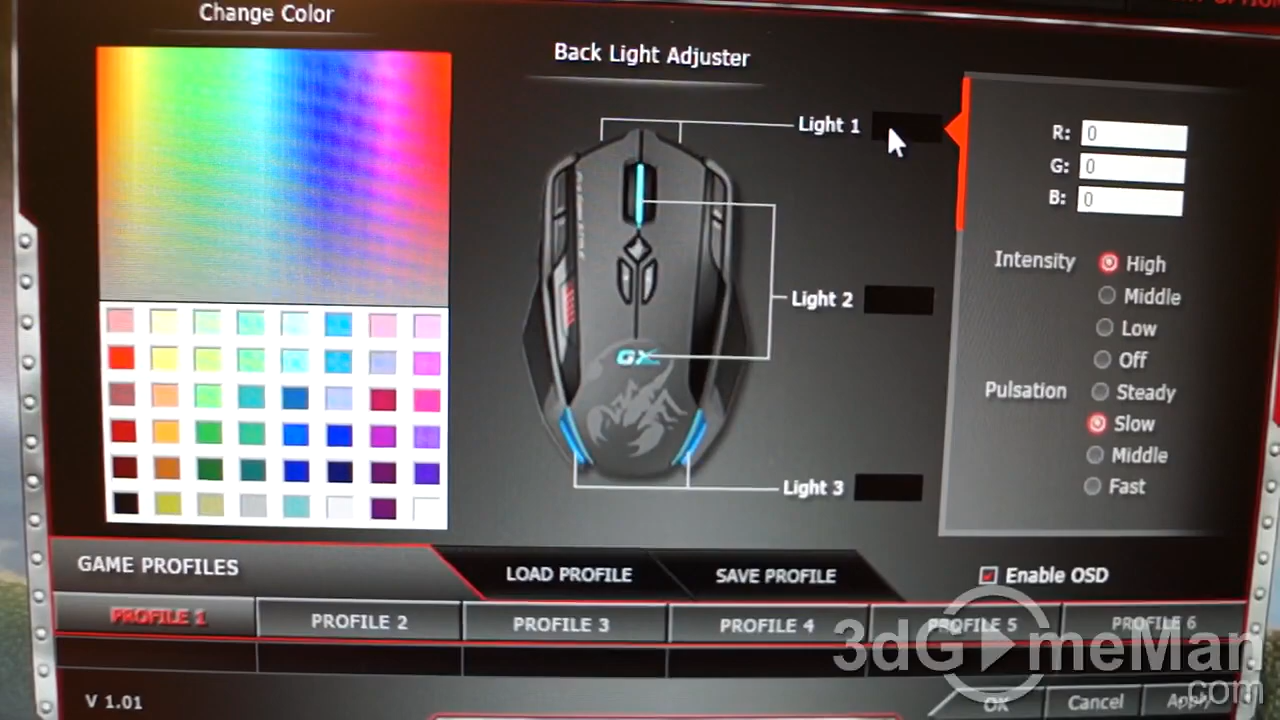 Change Color
Back Light Adjuster
Light 1
R: 0
G: 0
B: 0
Intensity
High
Middle
Low
Off
Pulsation
Steady
Slow
Middle
Fast
Light 2
GX
Light 3
GAME PROFILES
LOAD PROFILE
SAVE PROFILE
Enable OSD
PROFILE 1
PROFILE 2
PROFILE 3
PROFILE 4
PROFILE 5
PROFILE 6
3dGameMan
.com
V 1.01
OK
Cancel
Apply